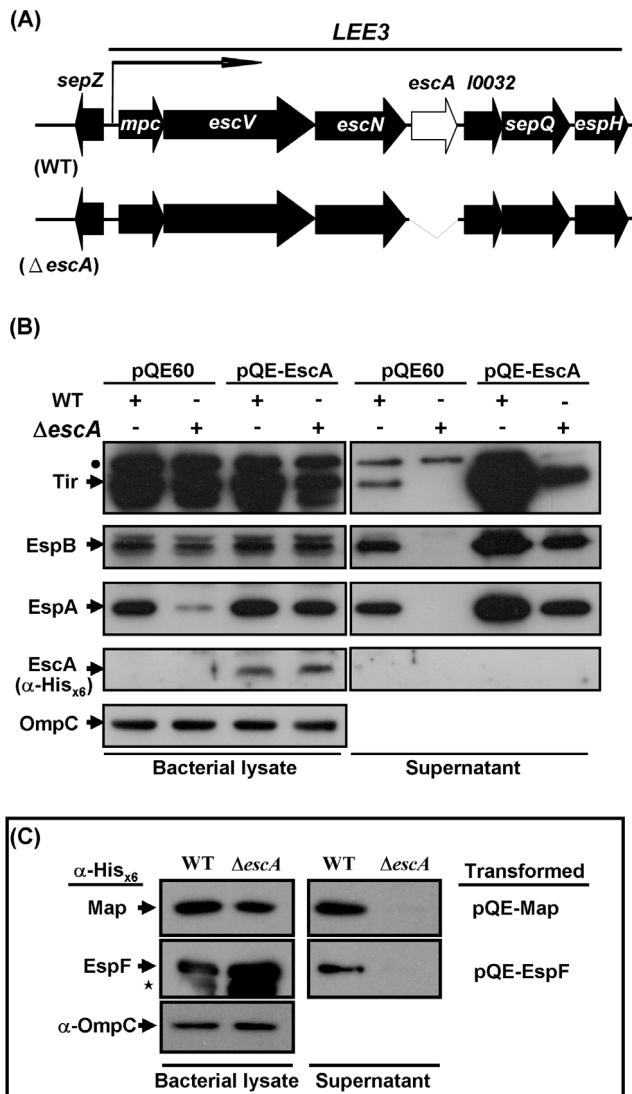 (A)
LEE3
sepZ
escA l0032
mpc escV escN sepQ espH
(WT)
(Δ escA)
(B)
pQE60 pQE-EscA pQE60 pQE-EscA
WT + - + - + - + -
ΔescA - + - + - + - +
•
Tir
EspB
EspA
EscA
(α-Hisx6)
OmpC
Bacterial lysate Supernatant
(C)
α-Hisx6 WT ΔescA WT ΔescA Transformed
Map pQE-Map
EspF pQE-EspF
★
α-OmpC
Bacterial lysate Supernatant